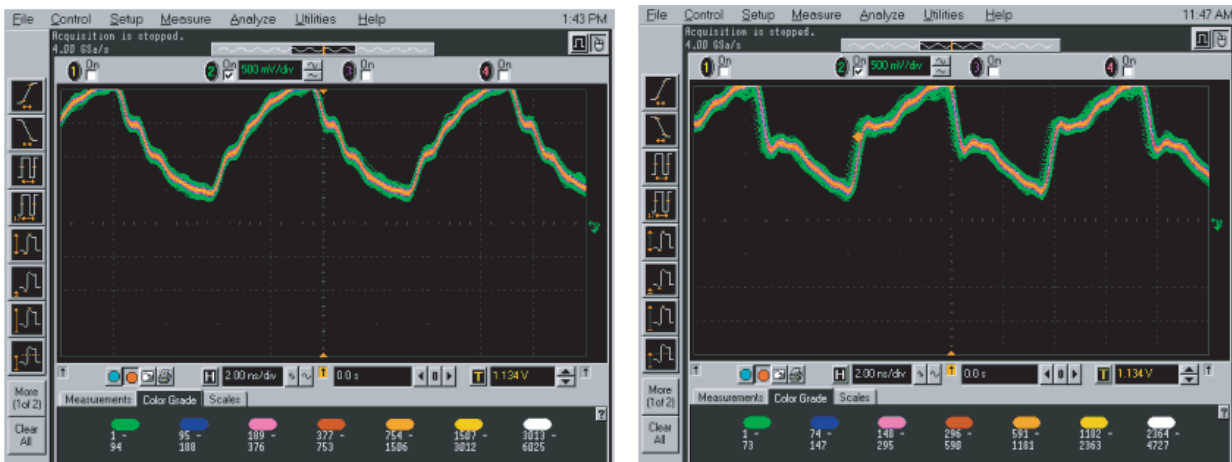 File Control Setup Measure Analyze Utilities Help 1:43 PM
Acquisition is stopped.
4.00 GSa/s
1 On 2 On 500 mV/div 3 On 4 On
More
(1of 2)
Clear
All
H 2.00 ns/div 0.0 s 0 T 1.134 V
Measurements Color Grade Scales
?
1 - 95 - 189 - 377 - 754 - 1507 - 3013 -
94 188 376 753 1506 3012 6025
File Control Setup Measure Analyze Utilities Help 11:47 AM
Acquisition is stopped.
4.00 GSa/s
1 On 2 On 500 mV/div 3 On 4 On
More
(1of 2)
Clear
All
H 2.00 ns/div 0.0 s 0 T 1.134 V
Measurements Color Grade Scales
?
1 - 74 - 148 - 296 - 591 - 1182 - 2364 -
73 147 295 590 1181 2363 4727